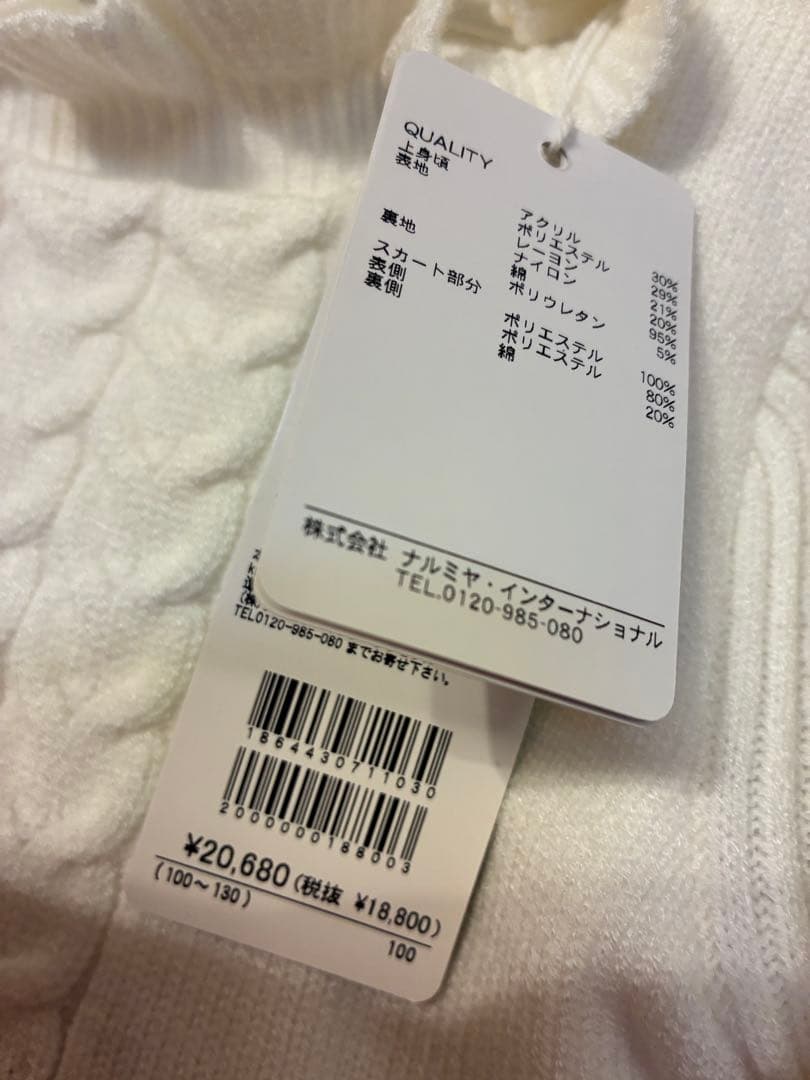 QUALITY
上身頃
表地
アクリル 30%
ポリエステル 29%
レーヨン 21%
ナイロン 20%
裏地
綿 95%
ポリウレタン 5%
スカート部分
表側
ポリエステル 100%
裏側
ポリエステル 80%
綿 20%
株式会社 ナルミヤ・インターナショナル
TEL.0120-985-080
TEL0120-985-080 までお寄せ下さい。
1864430711030
2000000188003
¥20,680(税抜 ¥18,800)
(100～130)
100